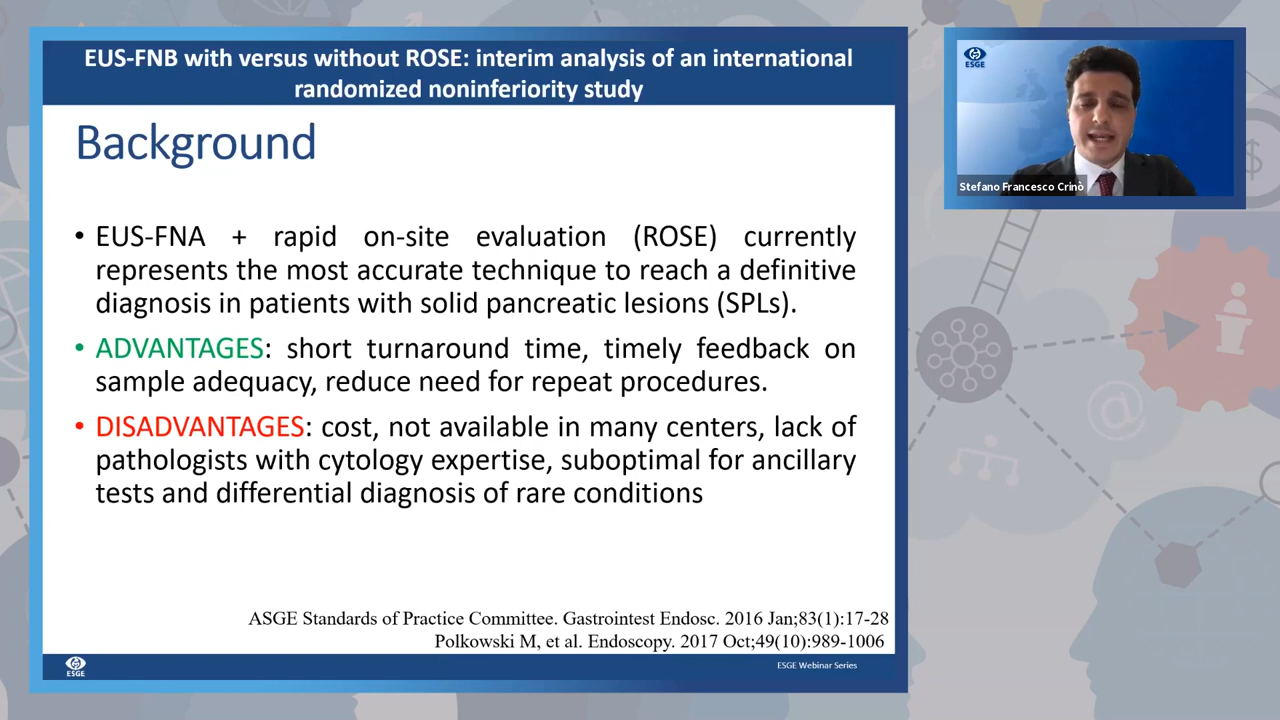 EUS-FNB with versus without ROSE: interim analysis of an international
randomized noninferiority study
Background
• EUS-FNA + rapid on-site evaluation (ROSE) currently
represents the most accurate technique to reach a definitive
diagnosis in patients with solid pancreatic lesions (SPLs).
• ADVANTAGES: short turnaround time, timely feedback on
sample adequacy, reduce need for repeat procedures.
• DISADVANTAGES: cost, not available in many centers, lack of
pathologists with cytology expertise, suboptimal for ancillary
tests and differential diagnosis of rare conditions
ASGE Standards of Practice Committee. Gastrointest Endosc. 2016 Jan;83(1):17-28
Polkowski M, et al. Endoscopy. 2017 Oct;49(10):989-1006
ESGE
ESGE Webinar Series
ESGE
Stefano Francesco Crinò